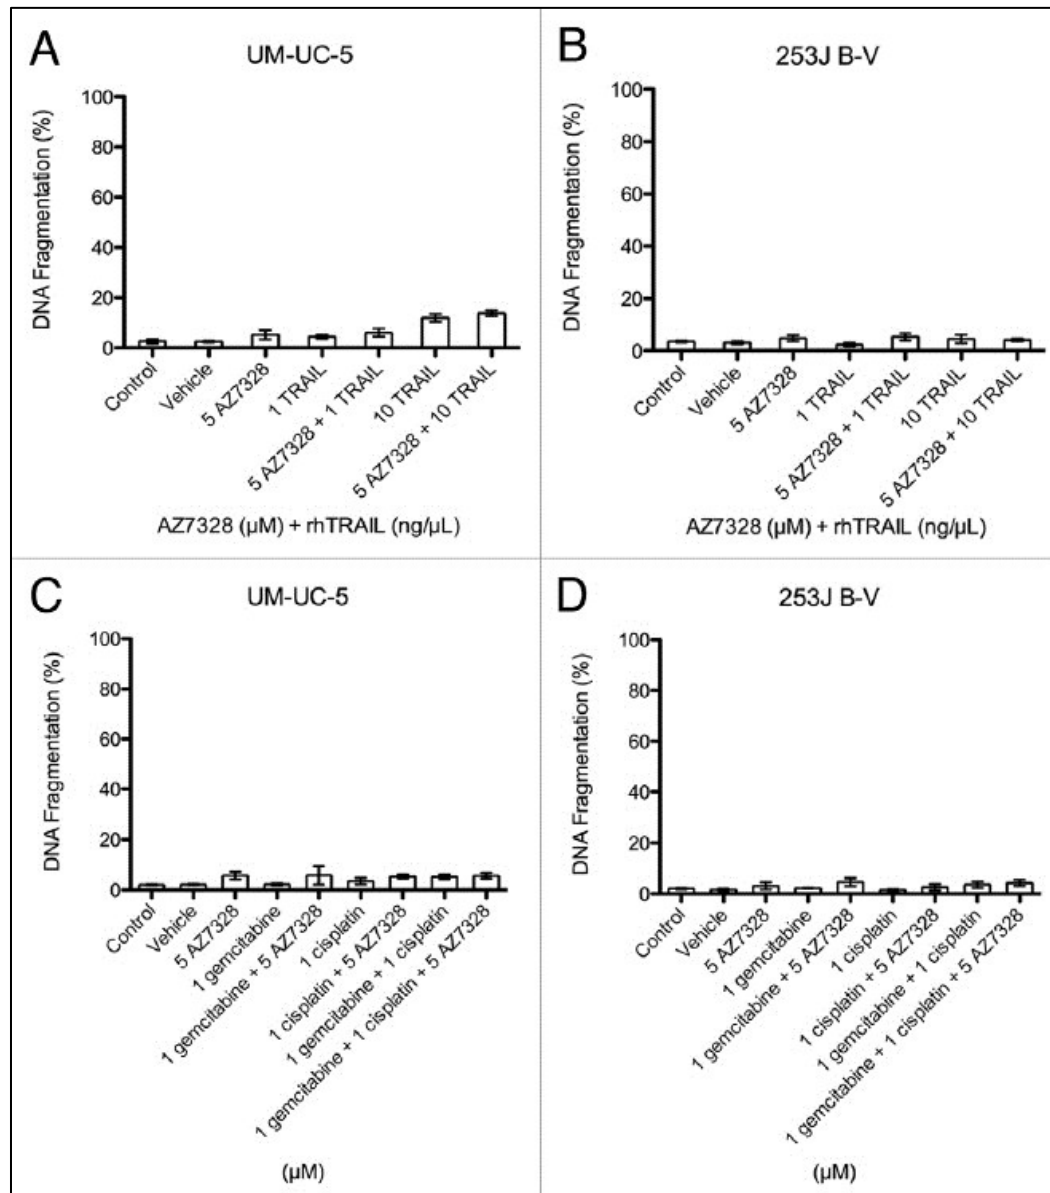 A
UM-UC-5
DNA Fragmentation (%)
100
80
60
40
20
0
Control
Vehicle
5 AZ7328
1 TRAIL
5 AZ7328 + 1 TRAIL
10 TRAIL
5 AZ7328 + 10 TRAIL
AZ7328 (µM) + rhTRAIL (ng/µL)
B
253J B-V
DNA Fragmentation (%)
100
80
60
40
20
0
Control
Vehicle
5 AZ7328
1 TRAIL
5 AZ7328 + 1 TRAIL
10 TRAIL
5 AZ7328 + 10 TRAIL
AZ7328 (µM) + rhTRAIL (ng/µL)
C
UM-UC-5
DNA Fragmentation (%)
100
80
60
40
20
0
Control
Vehicle
5 AZ7328
1 gemcitabine
1 gemcitabine + 5 AZ7328
1 cisplatin
1 cisplatin + 5 AZ7328
1 gemcitabine + 1 cisplatin
1 gemcitabine + 1 cisplatin + 5 AZ7328
(µM)
D
253J B-V
DNA Fragmentation (%)
100
80
60
40
20
0
Control
Vehicle
5 AZ7328
1 gemcitabine
1 gemcitabine + 5 AZ7328
1 cisplatin
1 cisplatin + 5 AZ7328
1 gemcitabine + 1 cisplatin
1 gemcitabine + 1 cisplatin + 5 AZ7328
(µM)